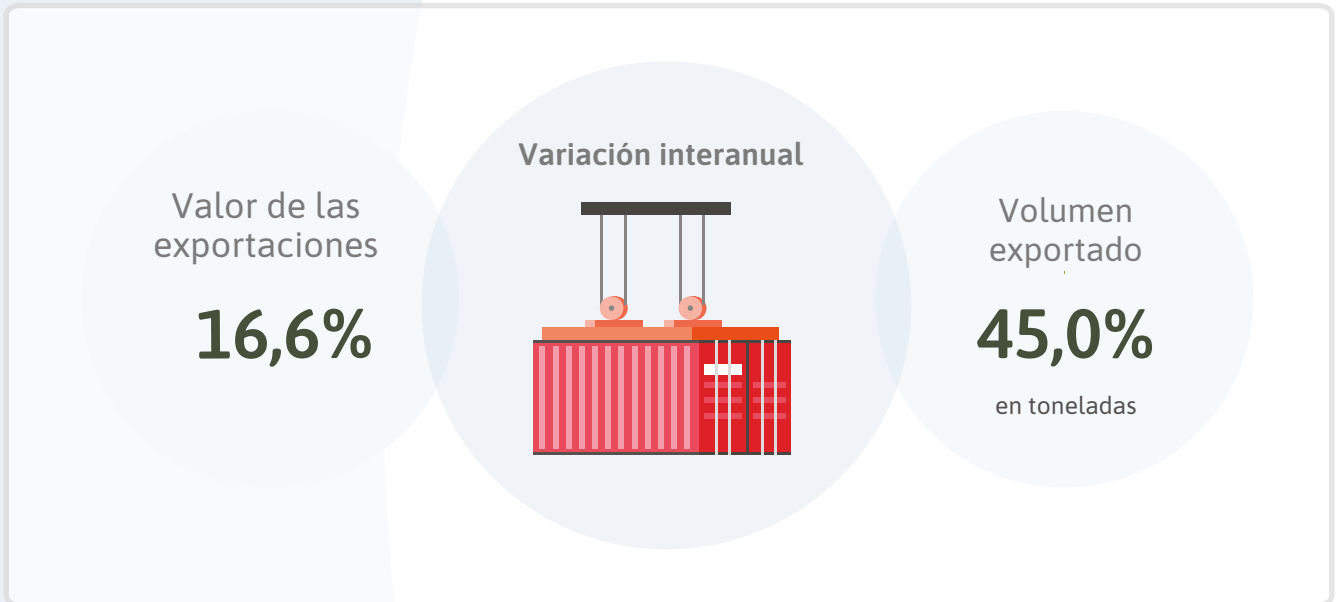 Variación interanual
Valor de las
exportaciones
16,6%
Volumen
exportado
45,0%
en toneladas